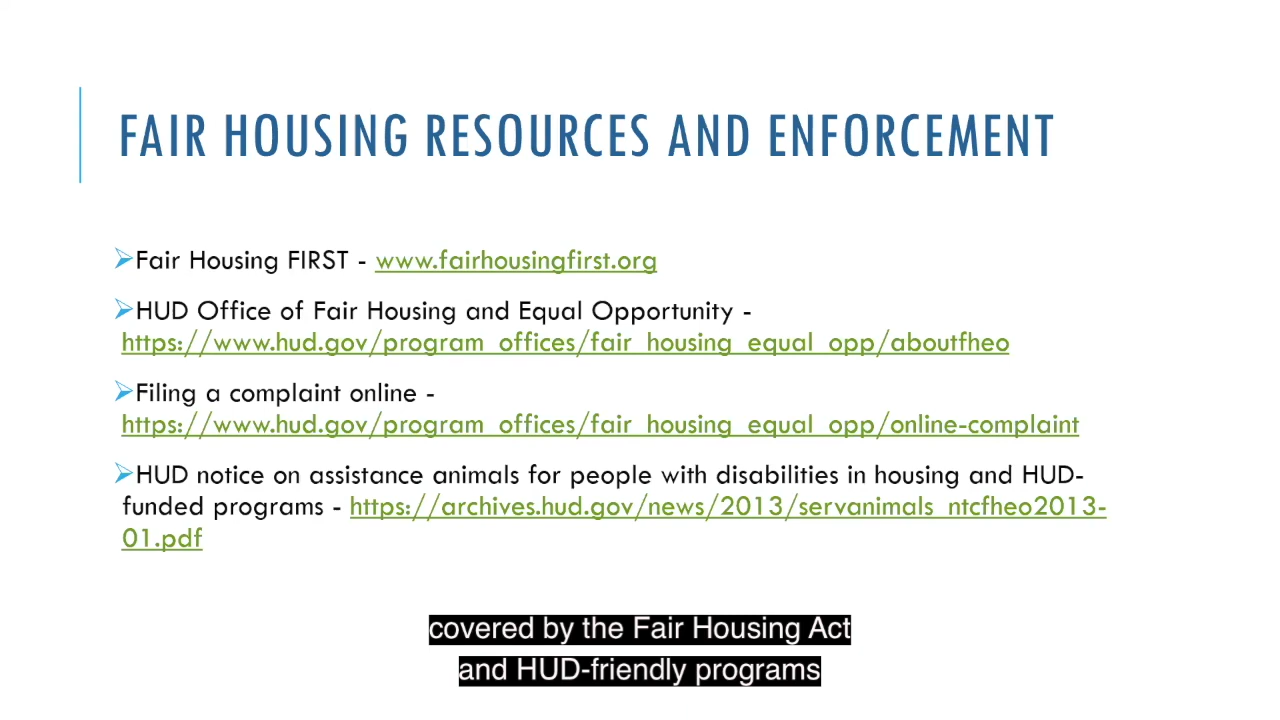 FAIR HOUSING RESOURCES AND ENFORCEMENT
Fair Housing FIRST - www.fairhousingfirst.org
HUD Office of Fair Housing and Equal Opportunity -
https://www.hud.gov/program_offices/fair_housing_equal_opp/aboutfheo
Filing a complaint online -
https://www.hud.gov/program_offices/fair_housing_equal_opp/online-complaint
HUD notice on assistance animals for people with disabilities in housing and HUD-
funded programs - https://archives.hud.gov/news/2013/servanimals_ntcfheo2013-
01.pdf
covered by the Fair Housing Act
and HUD-friendly programs